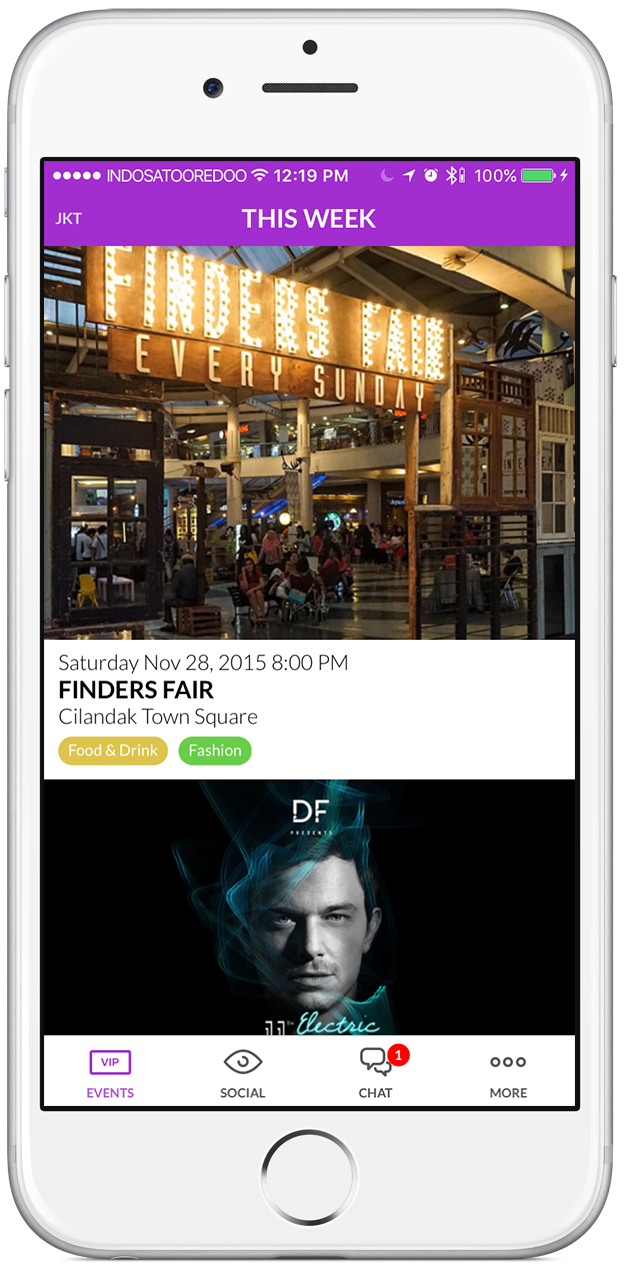 INDOSATOOREDOO 12:19 PM 100%
JKT THIS WEEK
FINDERS FAIR
EVERY SUNDAY
Saturday Nov 28, 2015 8:00 PM
FINDERS FAIR
Cilandak Town Square
Food & Drink Fashion
DF
PRESENTS
Electric
VIP 1
EVENTS SOCIAL CHAT MORE